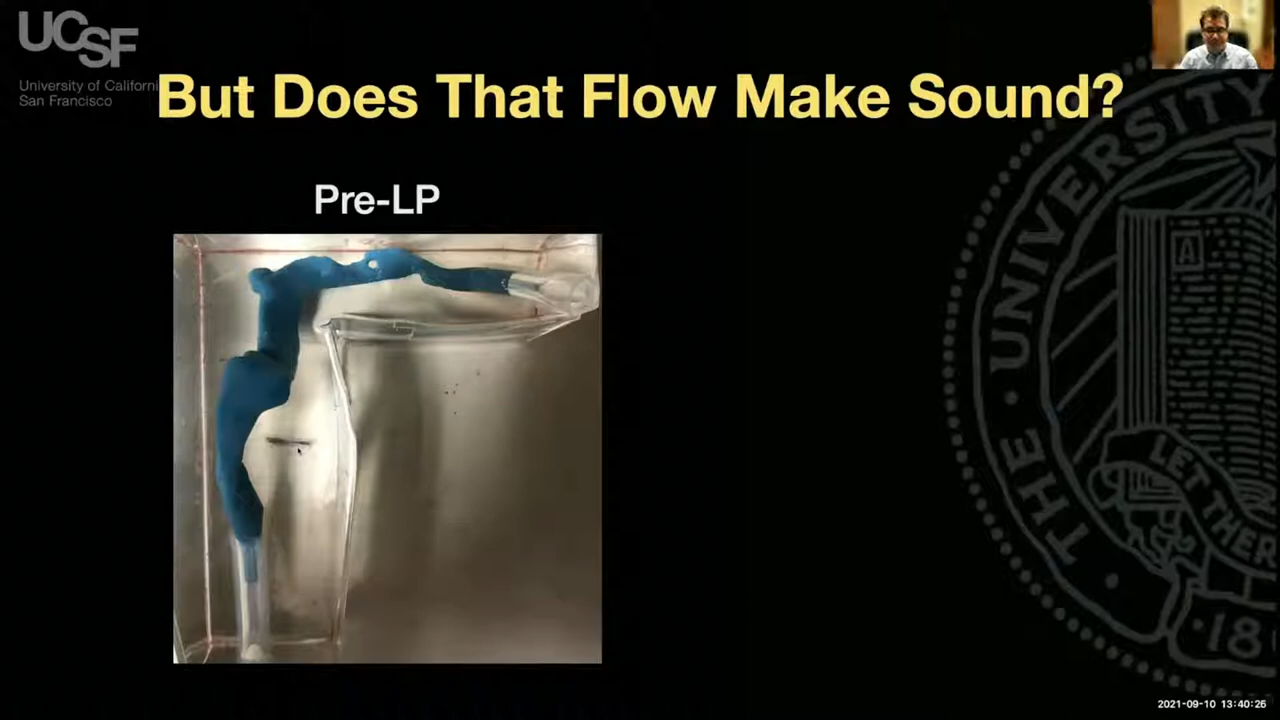 UCSF
University of Californi
San Francisco
But Does That Flow Make Sound?
Pre-LP
THE · UNIVERSITY
A
LET THER
· 18
2021-09-10 13:40:26